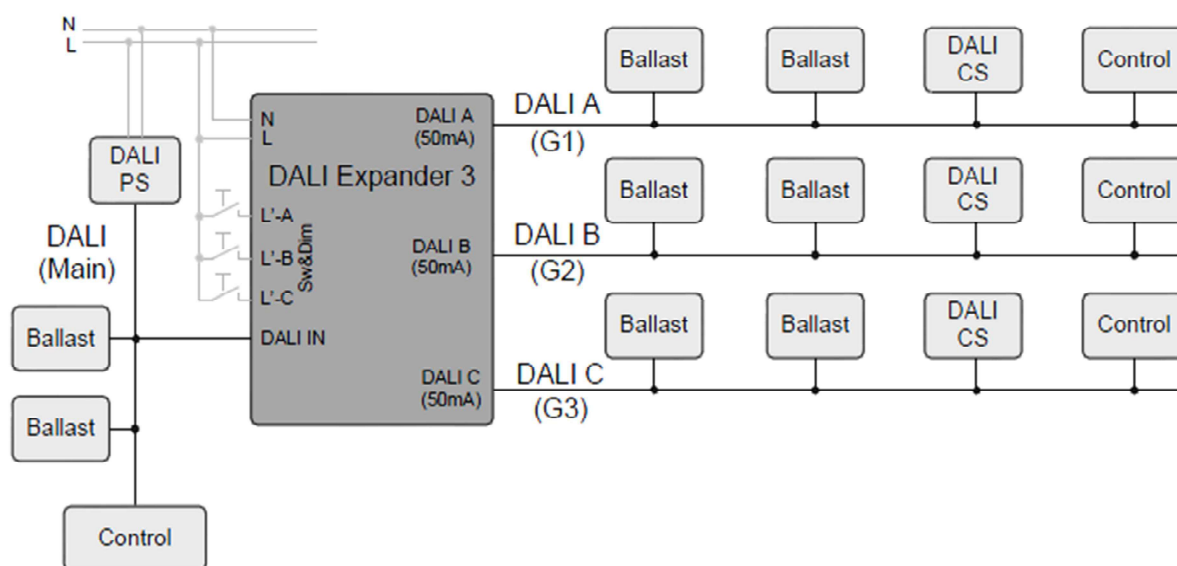 N
L
DALI
PS
DALI
(Main)
Ballast
Ballast
Control
N
L
DALI Expander 3
L'-A
L'-B
L'-C
Sw&Dim
DALI IN
DALI A
(50mA)
DALI B
(50mA)
DALI C
(50mA)
DALI A
(G1)
Ballast
Ballast
DALI
CS
Control
DALI B
(G2)
Ballast
Ballast
DALI
CS
Control
DALI C
(G3)
Ballast
Ballast
DALI
CS
Control